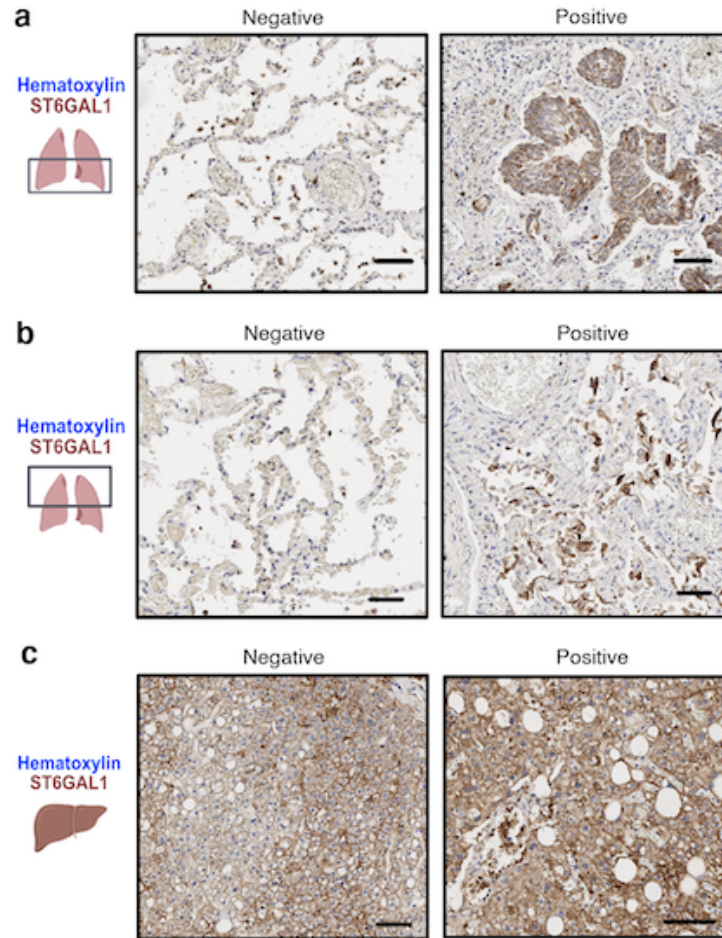 a
Negative
Positive
Hematoxylin
ST6GAL1
b
Negative
Positive
Hematoxylin
ST6GAL1
c
Negative
Positive
Hematoxylin
ST6GAL1